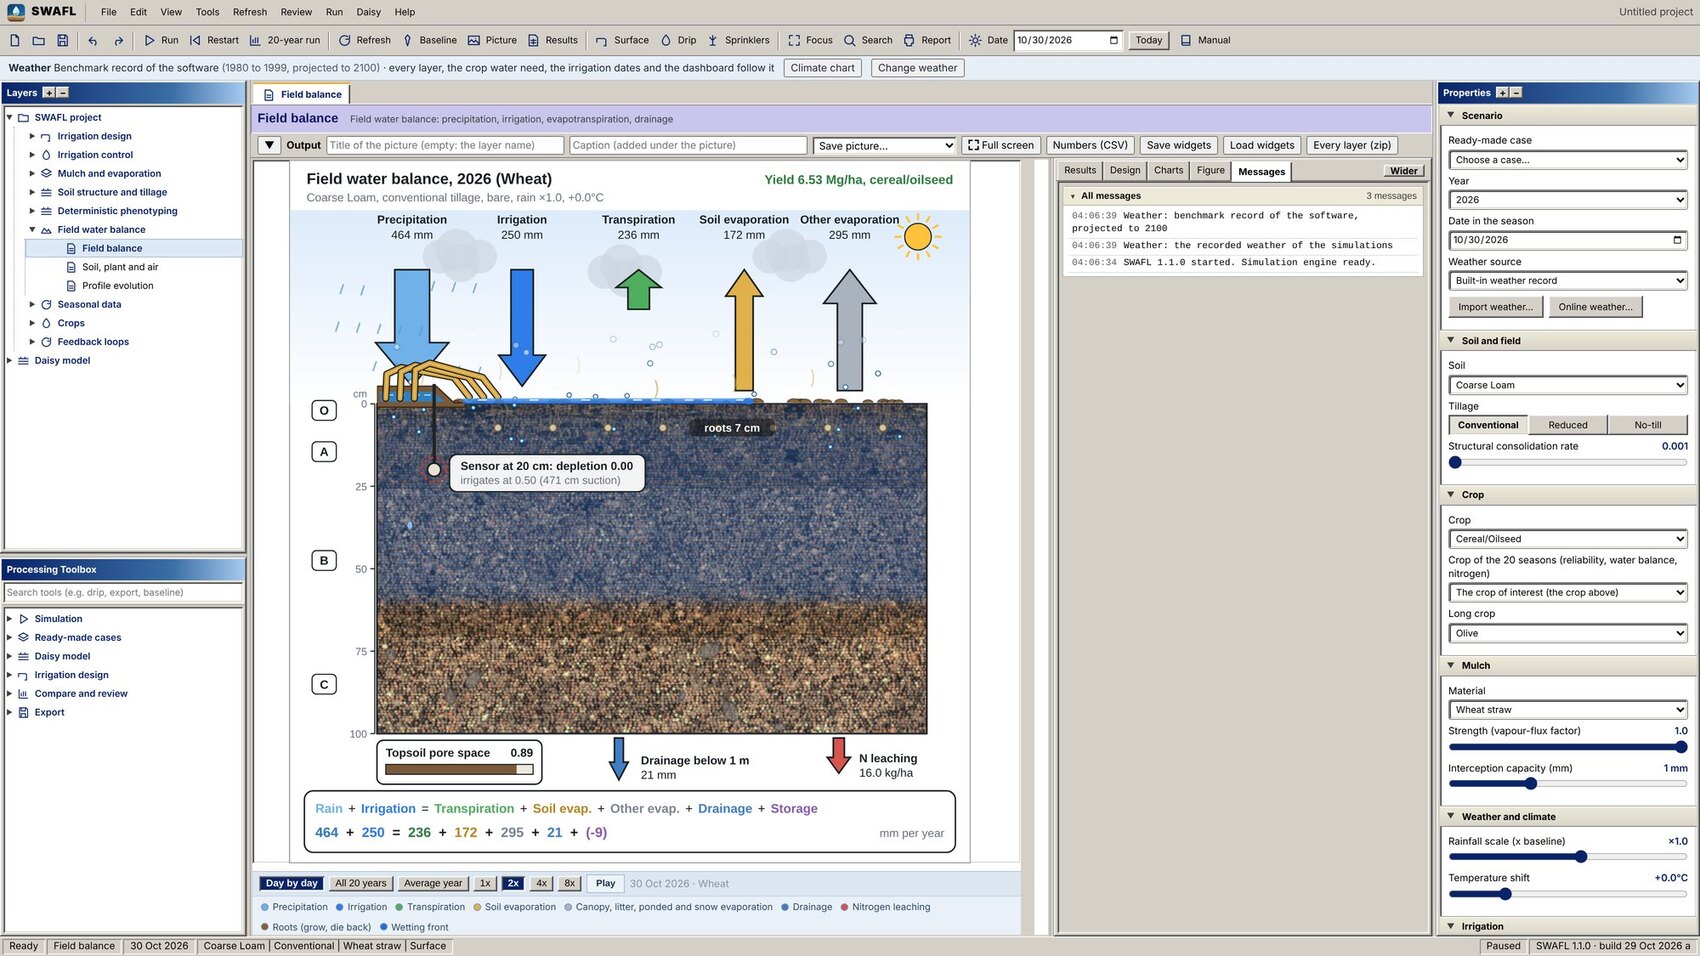 SWAFL File Edit View Tools Refresh Review Run Daisy Help Untitled project
Run Restart 20-year run Refresh Baseline Picture Results Surface Drip Sprinklers Focus Search Report Date 10/30/2026 Today Manual
Weather Benchmark record of the software (1980 to 1999, projected to 2100) · every layer, the crop water need, the irrigation dates and the dashboard follow it Climate chart Change weather
Layers + −
SWAFL project
Irrigation design
Irrigation control
Mulch and evaporation
Soil structure and tillage
Deterministic phenotyping
Field water balance
Field balance
Soil, plant and air
Profile evolution
Seasonal data
Crops
Feedback loops
Daisy model
Processing Toolbox
Search tools (e.g. drip, export, baseline)
Simulation
Ready-made cases
Daisy model
Irrigation design
Compare and review
Export
Field balance
Field balance Field water balance: precipitation, irrigation, evapotranspiration, drainage
Output Title of the picture (empty: the layer name) Caption (added under the picture) Save picture... Full screen Numbers (CSV) Save widgets Load widgets Every layer (zip)
Field water balance, 2026 (Wheat) Yield 6.53 Mg/ha, cereal/oilseed
Coarse Loam, conventional tillage, bare, rain ×1.0, +0.0°C
Precipitation Irrigation Transpiration Soil evaporation Other evaporation
464 mm 250 mm 236 mm 172 mm 295 mm
cm
0
O
roots 7 cm
A
Sensor at 20 cm: depletion 0.00
irrigates at 0.50 (471 cm suction)
25
B
50
75
C
100
Topsoil pore space 0.89
Drainage below 1 m
21 mm
N leaching
16.0 kg/ha
Rain + Irrigation = Transpiration + Soil evap. + Other evap. + Drainage + Storage
464 + 250 = 236 + 172 + 295 + 21 + (-9) mm per year
Day by day All 20 years Average year 1x 2x 4x 8x Play 30 Oct 2026 · Wheat
Precipitation Irrigation Transpiration Soil evaporation Canopy, litter, ponded and snow evaporation Drainage Nitrogen leaching
Roots (grow, die back) Wetting front
Results Design Charts Figure Messages Wider
All messages 3 messages
04:06:39 Weather: benchmark record of the software,
projected to 2100
04:06:39 Weather: the recorded weather of the simulations
04:06:34 SWAFL 1.1.0 started. Simulation engine ready.
Properties + −
Scenario
Ready-made case
Choose a case...
Year
2026
Date in the season
10/30/2026
Weather source
Built-in weather record
Import weather... Online weather...
Soil and field
Soil
Coarse Loam
Tillage
Conventional Reduced No-till
Structural consolidation rate 0.001
Crop
Crop
Cereal/Oilseed
Crop of the 20 seasons (reliability, water balance,
nitrogen)
The crop of interest (the crop above)
Long crop
Olive
Mulch
Material
Wheat straw
Strength (vapour-flux factor) 1.0
Interception capacity (mm) 1 mm
Weather and climate
Rainfall scale (x baseline) ×1.0
Temperature shift +0.0°C
Irrigation
Ready Field balance 30 Oct 2026 Coarse Loam | Conventional | Wheat straw | Surface Paused SWAFL 1.1.0 · build 29 Oct 2026 a